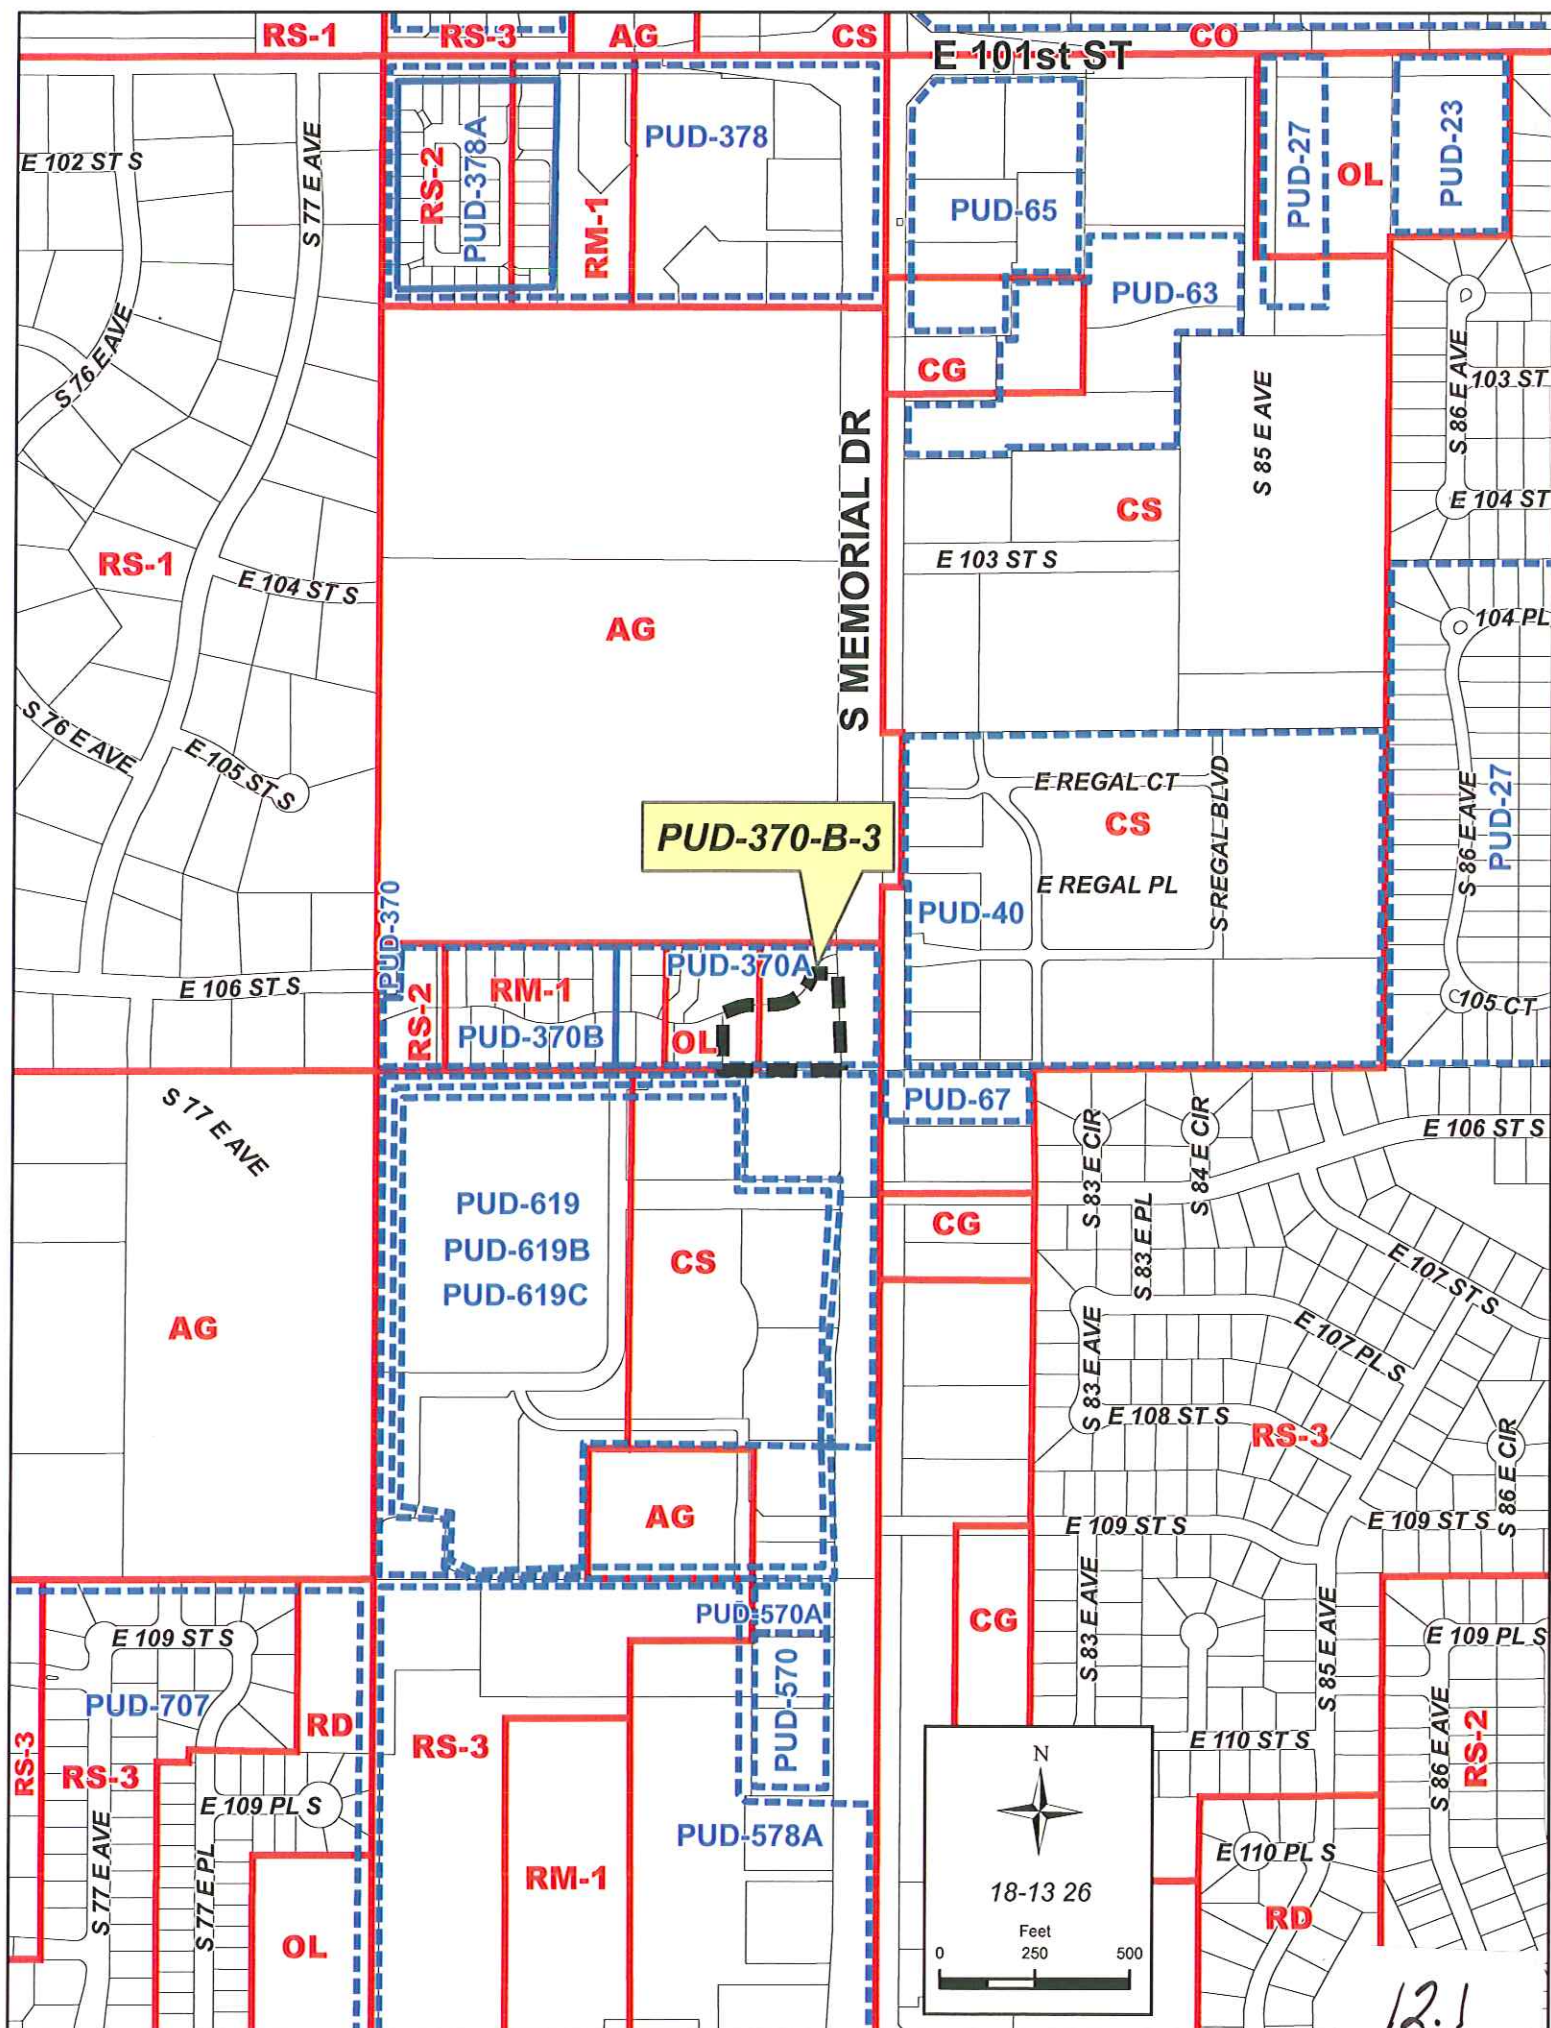 RS-1
RS-3
AG
CS
CO
E 101st ST
E 102 ST S
S 77 E AVE
RS-2
PUD-378A
RM-1
PUD-378
PUD-65
PUD-27
OL
PUD-23
PUD-63
S 76 E AVE
CG
S 85 E AVE
S 86 E AVE
103 ST
S MEMORIAL DR
CS
E 104 ST
E 103 ST S
RS-1
E 104 ST S
AG
104 PL
S 76 E AVE
E 105 ST S
E REGAL CT
CS
S REGAL BLVD
S 86 E AVE
PUD-27
PUD-370-B-3
E REGAL PL
PUD-40
PUD-370
E 106 ST S
RS-2
RM-1
PUD-370B
PUD-370A
OL
105 CT
S 77 E AVE
PUD-67
S 83 E CIR
S 84 E CIR
E 106 ST S
PUD-619
PUD-619B
PUD-619C
CS
CG
S 83 E PL
E 107 ST S
AG
S 83 E AVE
E 107 PL S
E 108 ST S
RS-3
S 86 E CIR
AG
E 109 ST S
E 109 ST S
S 83 E AVE
CG
S 85 E AVE
E 109 PL S
PUD-570A
PUD-570
E 109 ST S
PUD-707
RD
RS-3
RS-3
RS-3
E 110 ST S
S 86 E AVE
RS-2
E 109 PL S
S 77 E AVE
S 77 E PL
PUD-578A
RM-1
OL
E 110 PL S
RD
N
18-13 26
Feet
0 250 500
12.1